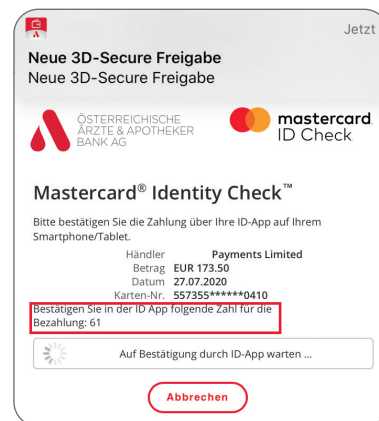 Jetzt
Neue 3D-Secure Freigabe
Neue 3D-Secure Freigabe
ÖSTERREICHISCHE
ÄRZTE & APOTHEKER
BANK AG
mastercard
ID Check
Mastercard® Identity Check™
Bitte bestätigen Sie die Zahlung über Ihre ID-App auf Ihrem
Smartphone/Tablet.
Händler Payments Limited
Betrag EUR 173.50
Datum 27.07.2020
Karten-Nr. 557355******0410
Bestätigen Sie in der ID App folgende Zahl für die
Bezahlung: 61
Auf Bestätigung durch ID-App warten ...
Abbrechen